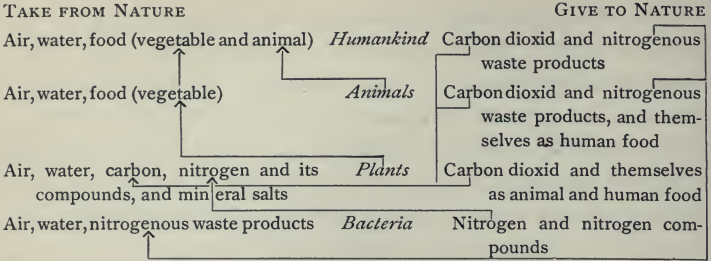 TAKE FROM NATURE GIVE TO NATURE
Air, water, food (vegetable and animal) Humankind Carbon dioxid and nitrogenous
waste products
Air, water, food (vegetable) Animals Carbon dioxid and nitrogenous
waste products, and them-
selves as human food
Air, water, carbon, nitrogen and its Plants Carbon dioxid and themselves
compounds, and mineral salts as animal and human food
Air, water, nitrogenous waste products Bacteria Nitrogen and nitrogen com-
pounds